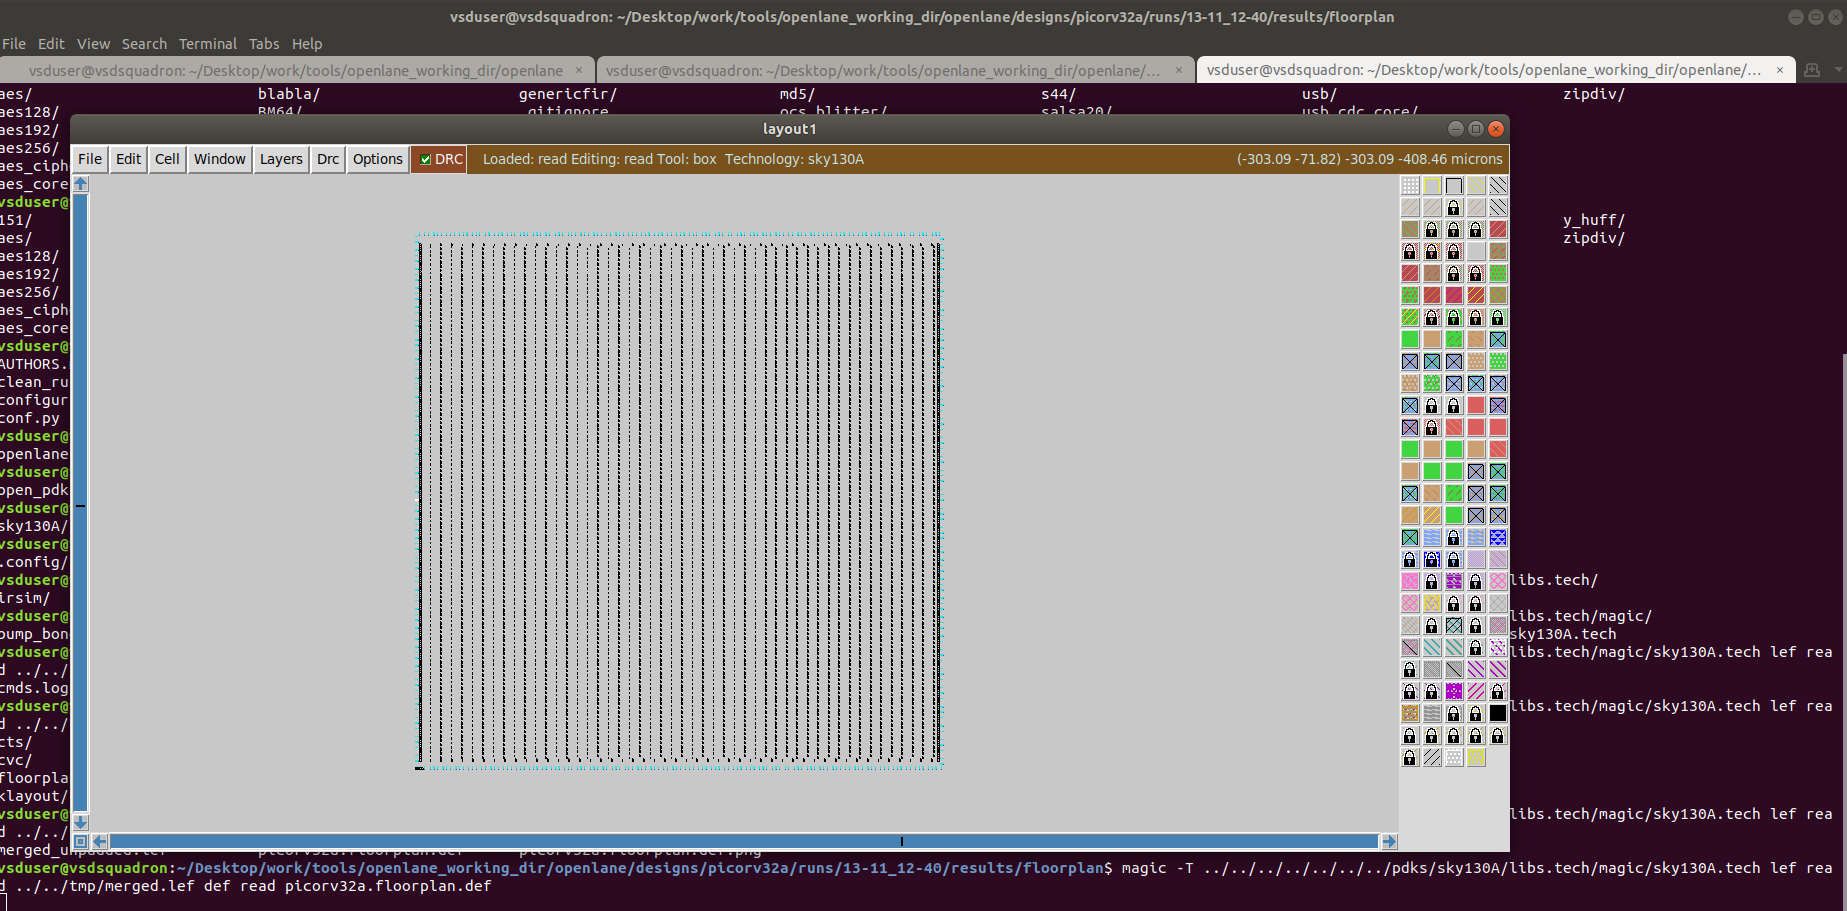 vsduser@vsdsquadron: ~/Desktop/work/tools/openlane_working_dir/openlane/designs/picorv32a/runs/13-11_12-40/results/floorplan
File Edit View Search Terminal Tabs Help
vsduser@vsdsquadron: ~/Desktop/work/tools/openlane_working_dir/openlane × vsduser@vsdsquadron: ~/Desktop/work/tools/openlane_working_dir/openlane/... × vsduser@vsdsquadron: ~/Desktop/work/tools/openlane_working_dir/openlane/... ×
aes/ blabla/ genericfir/ md5/ s44/ usb/ zipdiv/
aes128/ BM64/ .gitignore ocs_blitter/ salsa20/ usb_cdc_core/
aes192/
layout1
aes256/
File Edit Cell Window Layers Drc Options DRC Loaded: read Editing: read Tool: box Technology: sky130A (-303.09 -71.82) -303.09 -408.46 microns
aes_ciph
aes_core
vsduser@
151/ y_huff/
aes/ zipdiv/
aes128/
aes192/
aes256/
aes_ciph
aes_core
vsduser@
AUTHORS.
clean_ru
configur
conf.py
vsduser@
openlane
vsduser@
open_pdk
vsduser@
sky130A/
vsduser@
.config/
vsduser@ libs.tech/
irsim/
vsduser@ libs.tech/magic/
bump_bon sky130A.tech
vsduser@ libs.tech/magic/sky130A.tech lef rea
d ../../
cmds.log
vsduser@ libs.tech/magic/sky130A.tech lef rea
d ../../
cts/
cvc/
floorpla
klayout/
vsduser@ libs.tech/magic/sky130A.tech lef rea
d ../../
merged_unpadded.lef picorv32a.floorplan.def picorv32a.floorplan.def.png
vsduser@vsdsquadron:~/Desktop/work/tools/openlane_working_dir/openlane/designs/picorv32a/runs/13-11_12-40/results/floorplan$ magic -T ../../../../../../../pdks/sky130A/libs.tech/magic/sky130A.tech lef rea
d ../../tmp/merged.lef def read picorv32a.floorplan.def